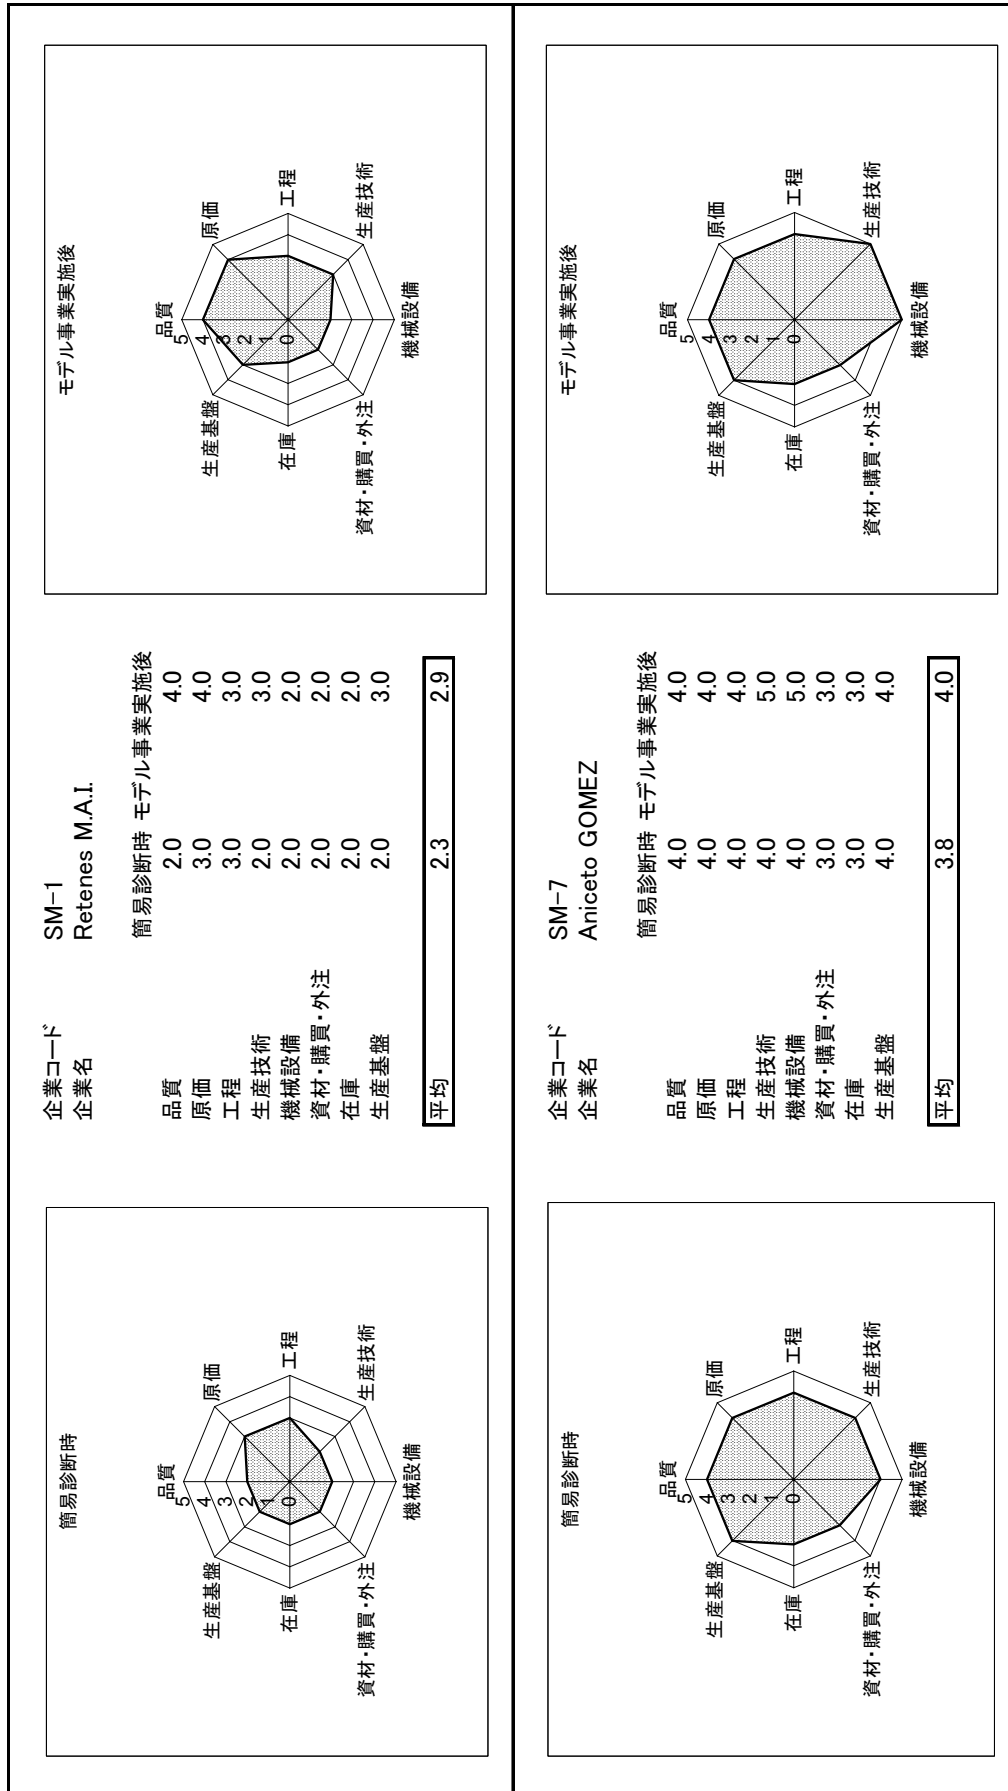 簡易診断時
品質
原価
工程
生産技術
機械設備
資材・購買・外注
在庫
生産基盤
5
4
3
2
1
0
企業コード SM-1
企業名 Retenes M.A.I.
簡易診断時 モデル事業実施後
品質 2.0 4.0
原価 3.0 4.0
工程 3.0 3.0
生産技術 2.0 3.0
機械設備 2.0 2.0
資材・購買・外注 2.0 2.0
在庫 2.0 2.0
生産基盤 2.0 3.0
平均 2.3 2.9
モデル事業実施後
品質
原価
工程
生産技術
機械設備
資材・購買・外注
在庫
生産基盤
5
4
3
2
1
0
簡易診断時
品質
原価
工程
生産技術
機械設備
資材・購買・外注
在庫
生産基盤
5
4
3
2
1
0
企業コード SM-7
企業名 Aniceto GOMEZ
簡易診断時 モデル事業実施後
品質 4.0 4.0
原価 4.0 4.0
工程 4.0 4.0
生産技術 4.0 5.0
機械設備 4.0 5.0
資材・購買・外注 3.0 3.0
在庫 3.0 3.0
生産基盤 4.0 4.0
平均 3.8 4.0
モデル事業実施後
品質
原価
工程
生産技術
機械設備
資材・購買・外注
在庫
生産基盤
5
4
3
2
1
0